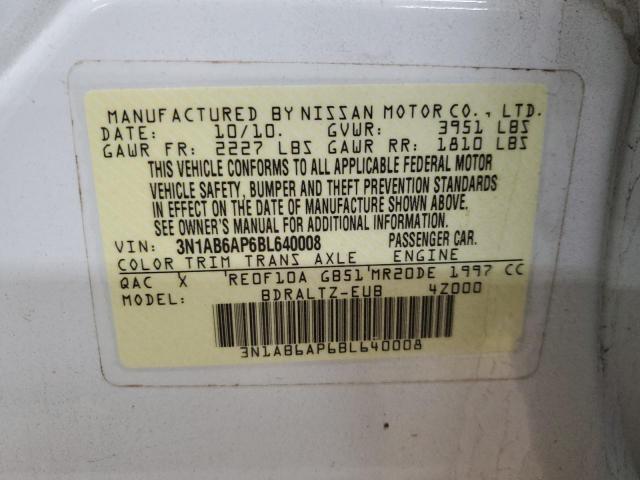 MANUFACTURED BY NISSAN MOTOR CO., LTD.
DATE: 10/10. GVWR: 3951 LBS
GAWR FR: 2227 LBS GAWR RR: 1810 LBS
THIS VEHICLE CONFORMS TO ALL APPLICABLE FEDERAL MOTOR
VEHICLE SAFETY, BUMPER AND THEFT PREVENTION STANDARDS
IN EFFECT ON THE DATE OF MANUFACTURE SHOWN ABOVE.
SEE OWNER'S MANUAL FOR ADDITIONAL INFORMATION.
VIN: 3N1AB6AP6BL640008 PASSENGER CAR.
COLOR TRIM TRANS AXLE ENGINE
QAC X 'RE0F10A GB51'MR20DE 1997 CC
MODEL: BDRALTZ-EUB 4Z000
3N1AB6AP6BL640008